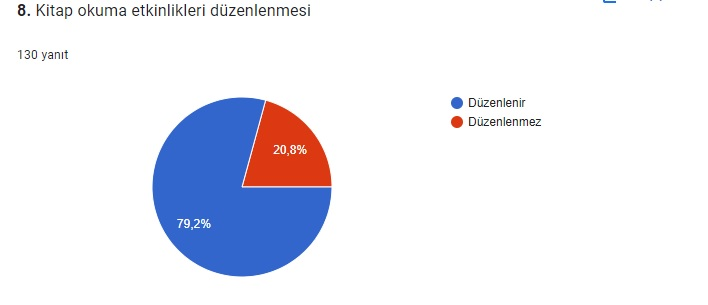 8. Kitap okuma etkinlikleri düzenlenmesi
130 yanıt
Düzenlenir
Düzenlenmez
20,8%
79,2%